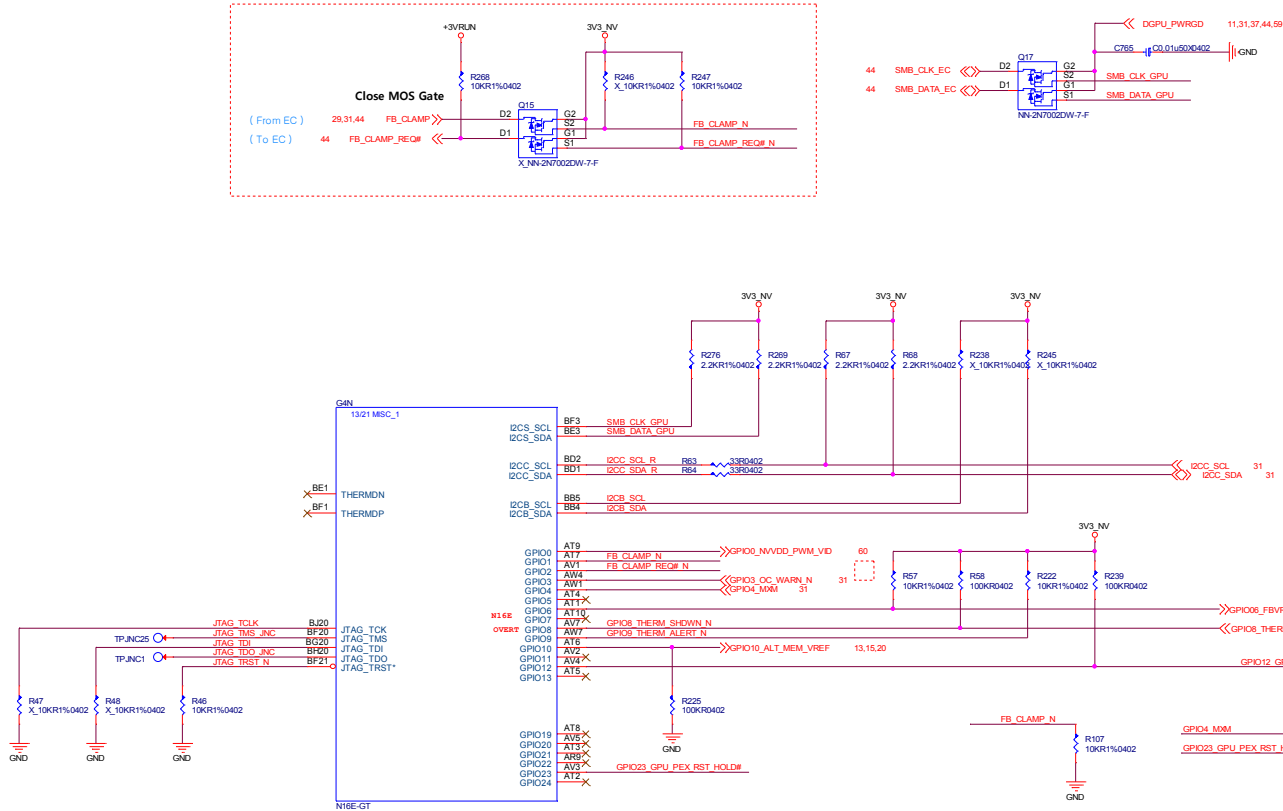 +3VRUN
3V3_NV
R268
10KR1%0402
R246
X_10KR1%0402
R247
10KR1%0402
Close MOS Gate
Q15
( From EC )
29,31,44
FB_CLAMP
D2
G2
S2
FB_CLAMP_N
( To EC )
44
FB_CLAMP_REQ#
D1
G1
S1
FB_CLAMP_REQ#_N
X_NN-2N7002DW-7-F
DGPU_PWRGD
11,31,37,44,59
C765
C0.01u50X0402
GND
Q17
44
SMB_CLK_EC
D2
G2
S2
SMB_CLK_GPU
44
SMB_DATA_EC
D1
G1
S1
SMB_DATA_GPU
NN-2N7002DW-7-F
3V3_NV
3V3_NV
3V3_NV
R276
2.2KR1%0402
R269
2.2KR1%0402
R67
2.2KR1%0402
R68
2.2KR1%0402
R238
X_10KR1%0402
R245
X_10KR1%0402
G4N
13/21 MISC_1
I2CS_SCL
BF3
SMB_CLK_GPU
I2CS_SDA
BE3
SMB_DATA_GPU
I2CC_SCL
BD2
I2CC_SCL_R
R63
33R0402
I2CC_SCL
31
I2CC_SDA
BD1
I2CC_SDA_R
R64
33R0402
I2CC_SDA
31
BE1
THERMDN
BF1
THERMDP
I2CB_SCL
BB5
I2CB_SCL
I2CB_SDA
BB4
I2CB_SDA
3V3_NV
GPIO0
AT9
GPIO0_NVVDD_PWM_VID
60
GPIO1
AT7
FB_CLAMP_N
GPIO2
AV1
FB_CLAMP_REQ#_N
GPIO3
AW4
GPIO3_OC_WARN_N
31
GPIO4
AW1
GPIO4_MXM
31
GPIO5
AT4
GPIO6
AT1
GPIO7
AT10
GPIO8
AV7
GPIO8_THERM_SHDWN_N
GPIO9
AW7
GPIO9_THERM_ALERT_N
GPIO10
AT6
GPIO10_ALT_MEM_VREF
13,15,20
GPIO11
AV2
GPIO12
AV4
GPIO13
AT5
N16E
OVERT
R57
10KR1%0402
R58
100KR0402
R222
10KR1%0402
R239
100KR0402
GPIO06_FBVR
GPIO8_THER
GPIO12_G
JTAG_TCLK
BJ20
JTAG_TCK
TPJNC25
JTAG_TMS_JNC
BF20
JTAG_TMS
JTAG_TDI
BG20
JTAG_TDI
TPJNC1
JTAG_TDO_JNC
BH20
JTAG_TDO
JTAG_TRST_N
BF21
JTAG_TRST*
R47
X_10KR1%0402
R48
X_10KR1%0402
R46
10KR1%0402
GND
GND
GND
R225
100KR0402
GND
GPIO19
AT8
GPIO20
AV5
GPIO21
AT3
GPIO22
AR9
GPIO23
AV3
GPIO23_GPU_PEX_RST_HOLD#
GPIO24
AT2
N16E-GT
FB_CLAMP_N
R107
10KR1%0402
GND
GPIO4_MXM
GPIO23_GPU_PEX_RST_H